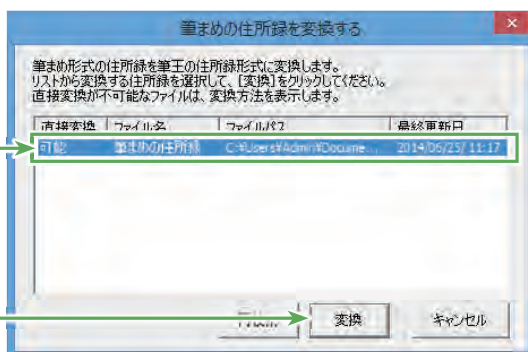 筆まめの住所録を変換する
筆まめ形式の住所録を筆王の住所録形式に変換します。
リストから変換する住所録を選択して、[変換]をクリックしてください。
直接変換が不可能なファイルは、変換方法を表示します。
直接変換 ファイル名 ファイルパス 最終更新日
可能 筆まめの住所録 C:¥Users¥Admin¥Docume... 2014/06/25/ 11:17
変換 キャンセル